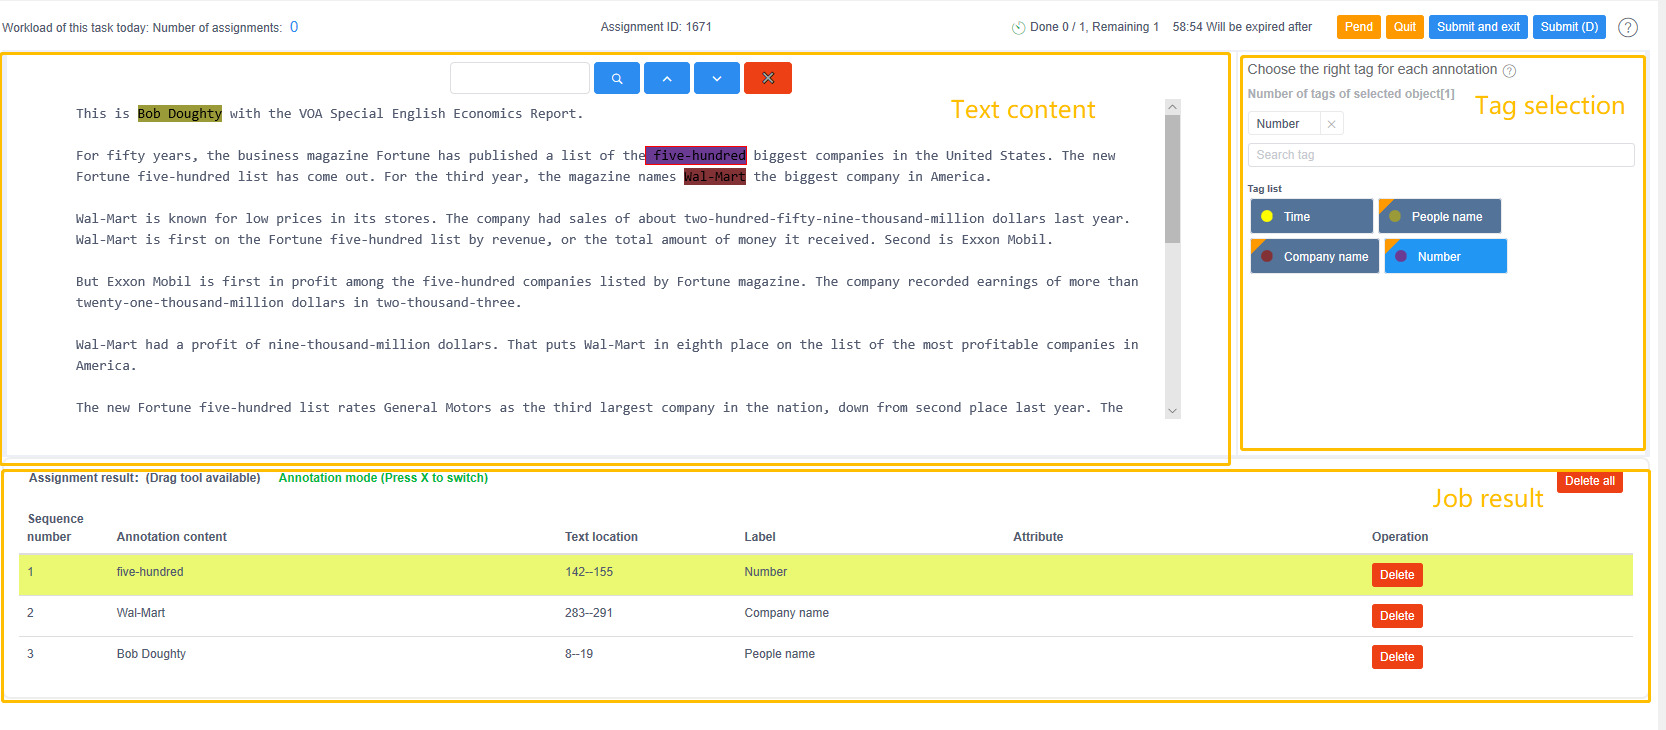 Workload of this task today: Number of assignments: 0
Assignment ID: 1671
Done 0 / 1, Remaining 1 58:54 Will be expired after
Pend Quit Submit and exit Submit (D) ?
Text content
This is Bob Doughty with the VOA Special English Economics Report.
For fifty years, the business magazine Fortune has published a list of the five-hundred biggest companies in the United States. The new
Fortune five-hundred list has come out. For the third year, the magazine names Wal-Mart the biggest company in America.
Wal-Mart is known for low prices in its stores. The company had sales of about two-hundred-fifty-nine-thousand-million dollars last year.
Wal-Mart is first on the Fortune five-hundred list by revenue, or the total amount of money it received. Second is Exxon Mobil.
But Exxon Mobil is first in profit among the five-hundred companies listed by Fortune magazine. The company recorded earnings of more than
twenty-one-thousand-million dollars in two-thousand-three.
Wal-Mart had a profit of nine-thousand-million dollars. That puts Wal-Mart in eighth place on the list of the most profitable companies in
America.
The new Fortune five-hundred list rates General Motors as the third largest company in the nation, down from second place last year. The
Choose the right tag for each annotation ?
Number of tags of selected object[1]
Tag selection
Number ×
Search tag
Tag list
Time People name
Company name Number
Assignment result: (Drag tool available) Annotation mode (Press X to switch)
Job result
Delete all
Sequence
number Annotation content Text location Label Attribute Operation
1 five-hundred 142--155 Number Delete
2 Wal-Mart 283--291 Company name Delete
3 Bob Doughty 8--19 People name Delete